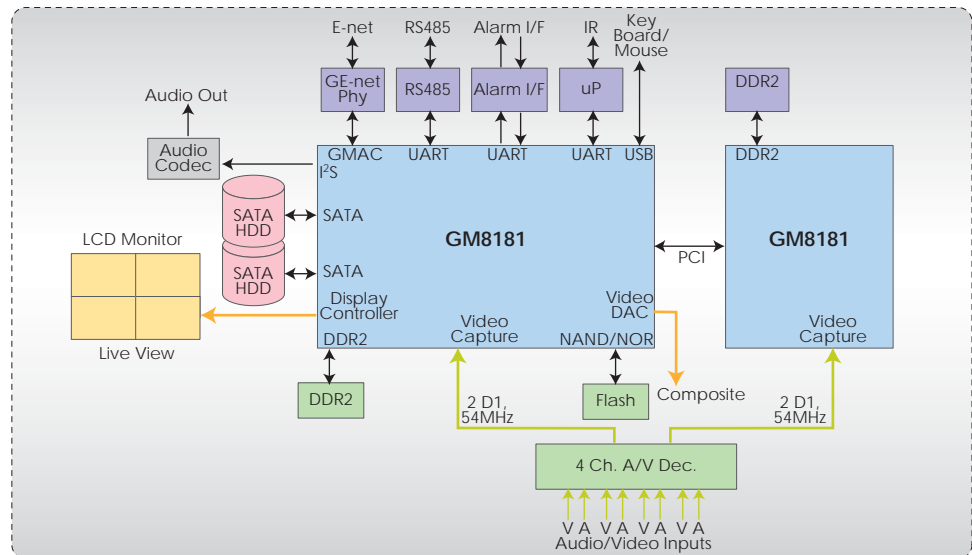 E-net
RS485
Alarm I/F
IR
Key
Board/
Mouse
GE-net
Phy
RS485
Alarm I/F
uP
DDR2
Audio Out
Audio
Codec
GMAC
UART
UART
UART
USB
DDR2
I²S
SATA
HDD
SATA
GM8181
GM8181
PCI
LCD Monitor
SATA
HDD
SATA
Display
Controller
Video
DAC
Video
Capture
Video
Capture
Live View
DDR2
NAND/NOR
DDR2
Flash
Composite
2 D1,
54MHz
2 D1,
54MHz
4 Ch. A/V Dec.
V A V A V A V A
Audio/Video Inputs